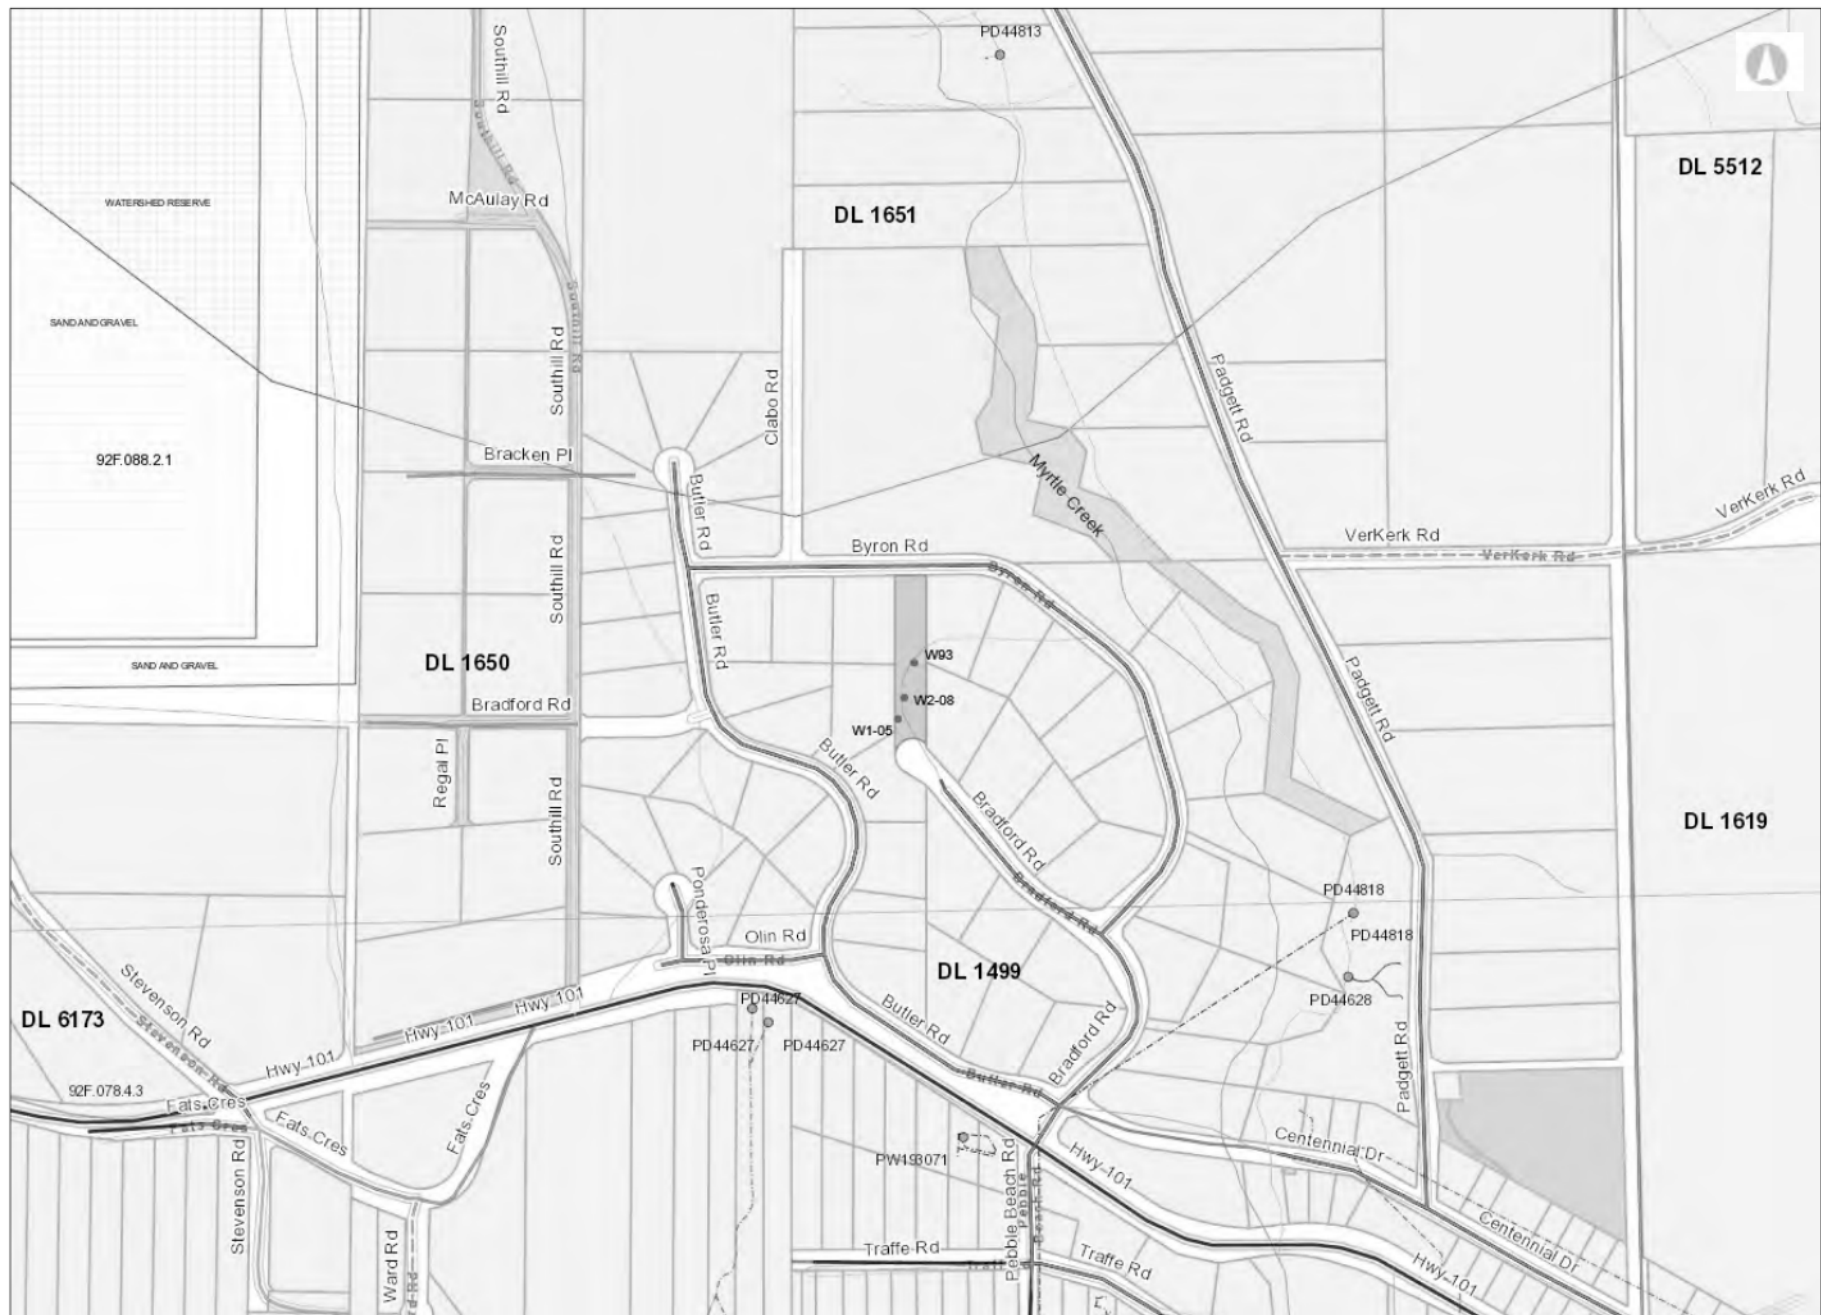 PD44813
Southill Rd
Southill Rd
DL 5512
McAulay Rd
WATERSHED RESERVE
DL 1651
Southill Rd
SAND AND GRAVEL
Southill Rd
Clabo Rd
Padgett Rd
Bracken Pl
92F.088.2.1
Myrtle Creek
Butler Rd
VerKerk Rd
VerKerk Rd
VerKerk Rd
Byron Rd
Byron Rd
Southill Rd
Butler Rd
W93
SAND AND GRAVEL
DL 1650
W2-08
Padgett Rd
Bradford Rd
W1-05
Butler Rd
Regal Pl
Southill Rd
Bradford Rd
DL 1619
Bradford Rd
Ponderosa Pl
PD44818
Olin Rd
PD44818
Olin Rd
DL 1499
Stevenson Rd
PD44627
PD44628
Hwy 101
Butler Rd
DL 6173
Stevenson Rd
Hwy 101
PD44627
PD44627
Bradford Rd
Padgett Rd
Hwy 101
Butler Rd
92F.078.4.3
Fats Cres
Fats Cres
Fats Cres
Fats Cres
Centennial Dr
PW193071
Hwy 101
Stevenson Rd
Pebble Beach Rd
Pebble
Beach Rd
Centennial Dr
Ward Rd
Traffe Rd
Traffe Rd
Hwy 101